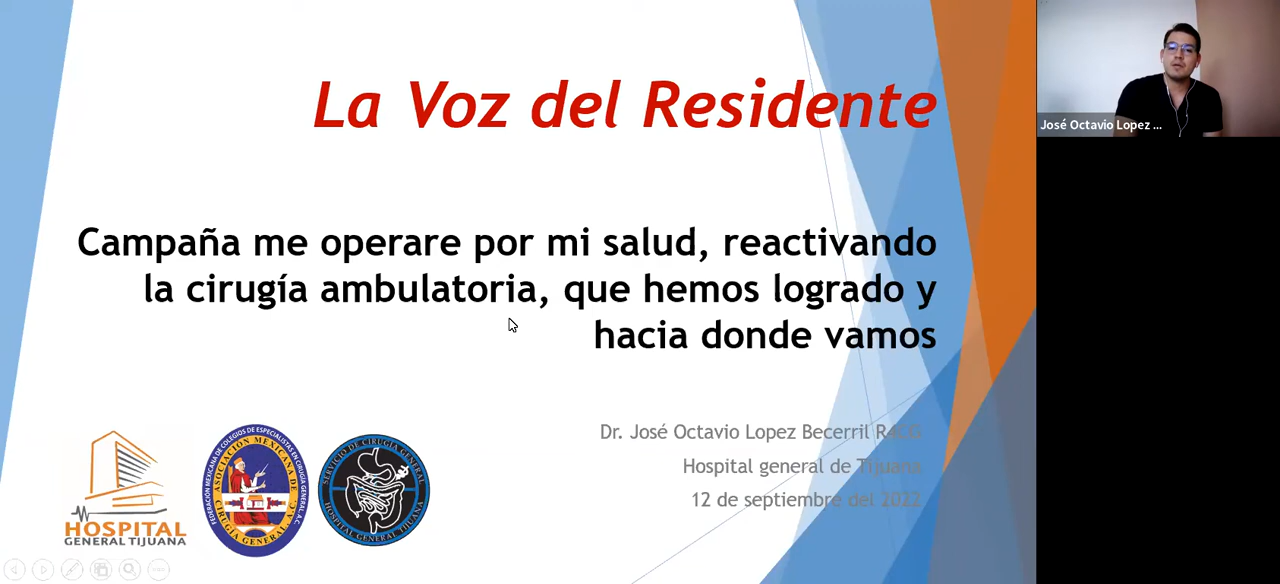 La Voz del Residente
José Octavio Lopez ...
Campaña me operare por mi salud, reactivando
la cirugía ambulatoria, que hemos logrado y
hacia donde vamos
Dr. José Octavio Lopez Becerril R4CG
Hospital general de Tijuana
12 de septiembre del 2022
HOSPITAL
GENERAL TIJUANA
FEDERACIÓN MEXICANA DE COLEGIOS DE ESPECIALISTAS EN CIRUGÍA GENERAL A.C.
ASOCIACIÓN MEXICANA DE CIRUGÍA GENERAL A.C.
SERVICIO DE CIRUGÍA GENERAL
HOSPITAL GENERAL TIJUANA